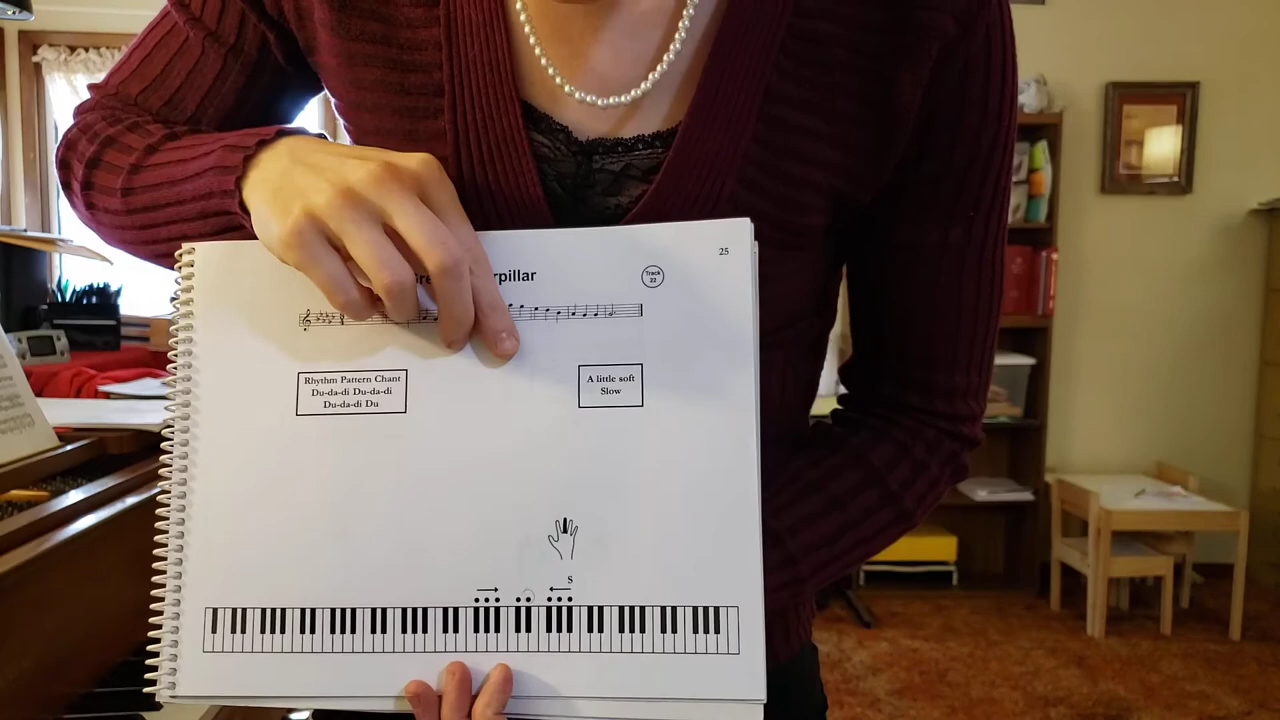 25
Track
22
Rhythm Pattern Chant
Du-da-di Du-da-di
Du-da-di Du
A little soft
Slow
S